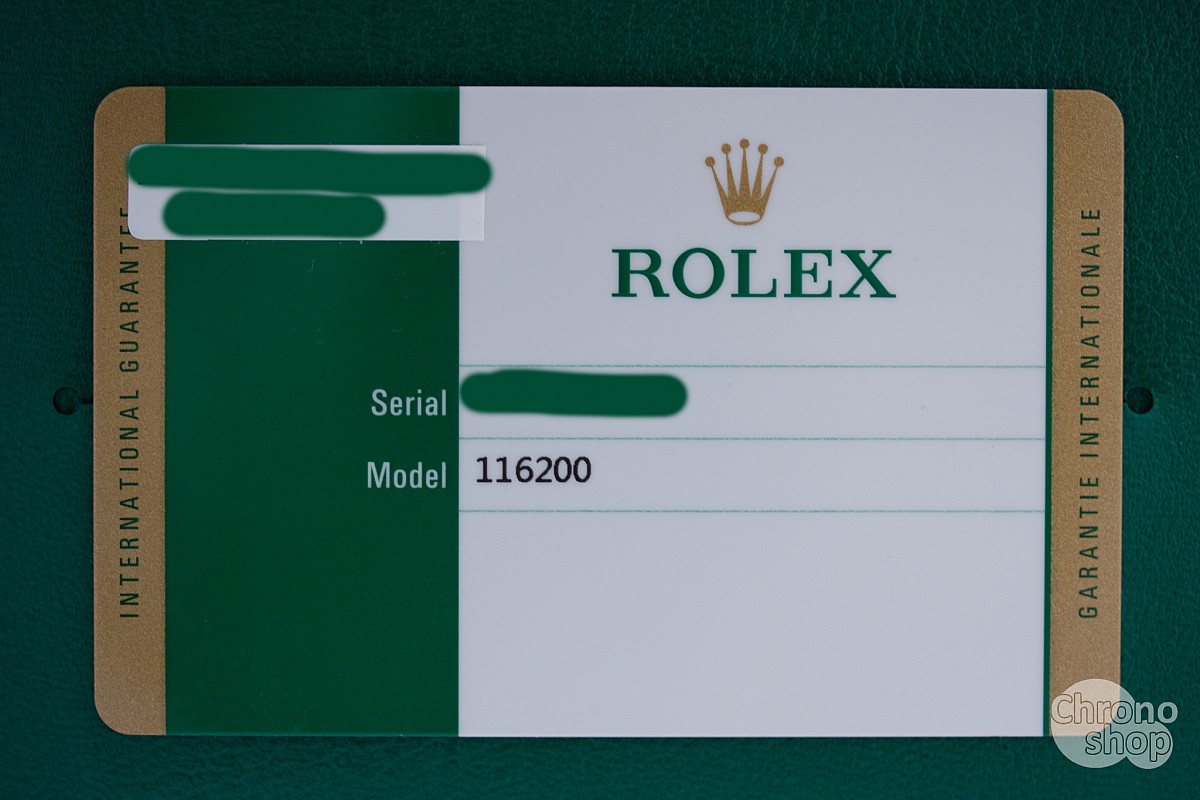 INTERNATIONAL GUARANTEE
ROLEX
Serial
Model 116200
GARANTIE INTERNATIONALE
Chrono
shop